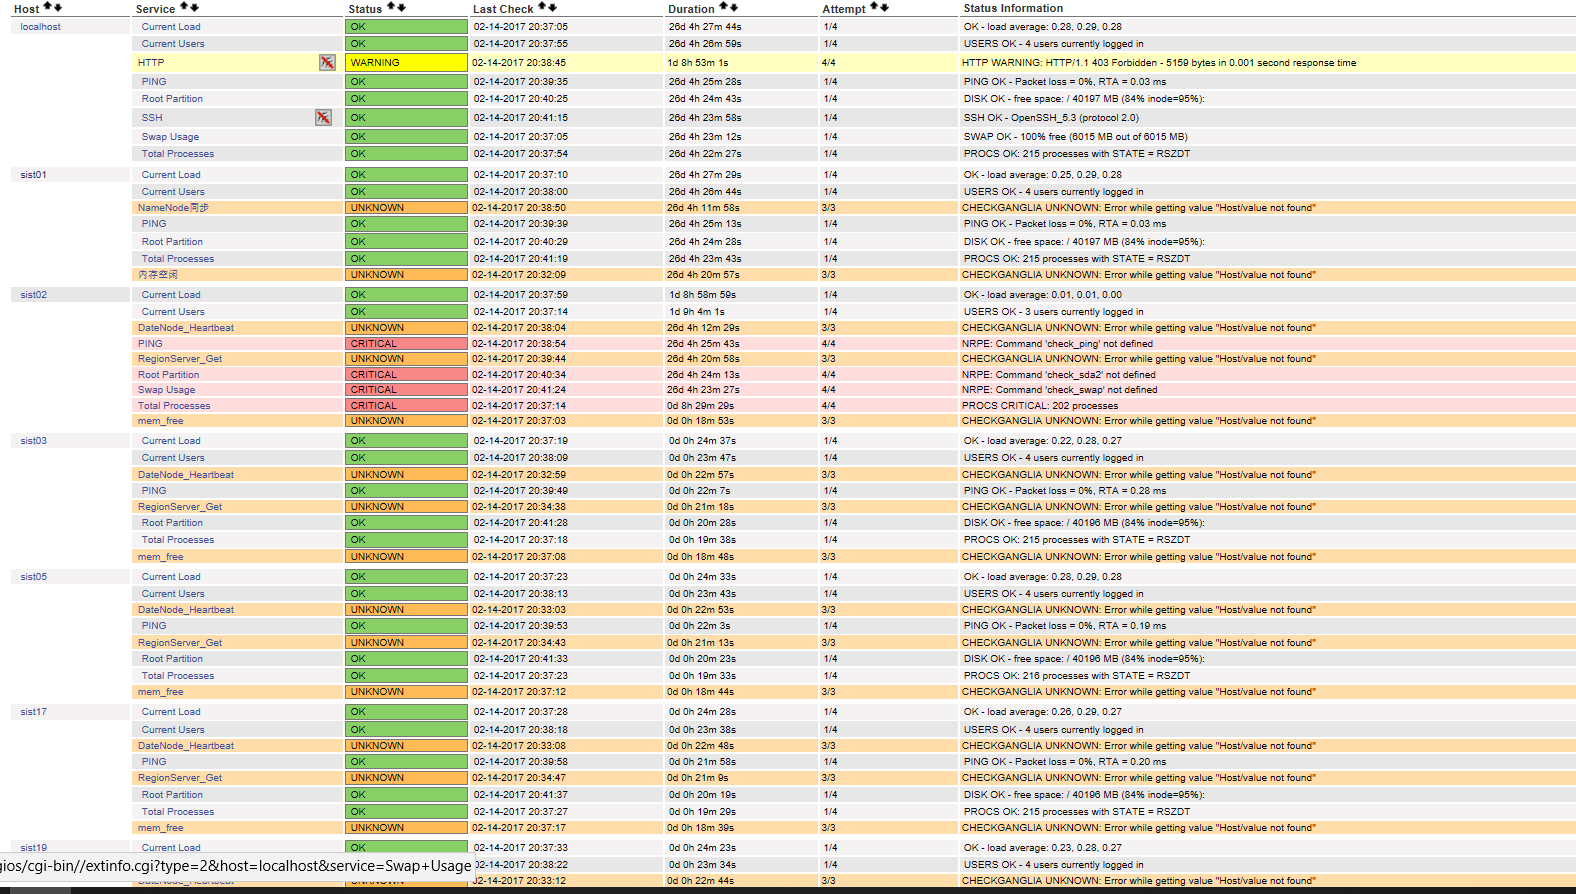 Host Service Status Last Check Duration Attempt Status Information
localhost Current Load OK 02-14-2017 20:37:05 26d 4h 27m 44s 1/4 OK - load average: 0.28, 0.29, 0.28
Current Users OK 02-14-2017 20:37:55 26d 4h 26m 59s 1/4 USERS OK - 4 users currently logged in
HTTP WARNING 02-14-2017 20:38:45 1d 8h 53m 1s 4/4 HTTP WARNING: HTTP/1.1 403 Forbidden - 5159 bytes in 0.001 second response time
PING OK 02-14-2017 20:39:35 26d 4h 25m 28s 1/4 PING OK - Packet loss = 0%, RTA = 0.03 ms
Root Partition OK 02-14-2017 20:40:25 26d 4h 24m 43s 1/4 DISK OK - free space: / 40197 MB (84% inode=95%):
SSH OK 02-14-2017 20:41:15 26d 4h 23m 58s 1/4 SSH OK - OpenSSH_5.3 (protocol 2.0)
Swap Usage OK 02-14-2017 20:37:05 26d 4h 23m 12s 1/4 SWAP OK - 100% free (6015 MB out of 6015 MB)
Total Processes OK 02-14-2017 20:37:54 26d 4h 22m 27s 1/4 PROCS OK: 215 processes with STATE = RSZDT
sist01 Current Load OK 02-14-2017 20:37:10 26d 4h 27m 29s 1/4 OK - load average: 0.25, 0.29, 0.28
Current Users OK 02-14-2017 20:38:00 26d 4h 26m 44s 1/4 USERS OK - 4 users currently logged in
NameNode同步 UNKNOWN 02-14-2017 20:38:50 26d 4h 11m 58s 3/3 CHECKGANGLIA UNKNOWN: Error while getting value "Host/value not found"
PING OK 02-14-2017 20:39:39 26d 4h 25m 13s 1/4 PING OK - Packet loss = 0%, RTA = 0.03 ms
Root Partition OK 02-14-2017 20:40:29 26d 4h 24m 28s 1/4 DISK OK - free space: / 40197 MB (84% inode=95%):
Total Processes OK 02-14-2017 20:41:19 26d 4h 23m 43s 1/4 PROCS OK: 215 processes with STATE = RSZDT
内存空闲 UNKNOWN 02-14-2017 20:32:09 26d 4h 20m 57s 3/3 CHECKGANGLIA UNKNOWN: Error while getting value "Host/value not found"
sist02 Current Load OK 02-14-2017 20:37:59 1d 8h 58m 59s 1/4 OK - load average: 0.01, 0.01, 0.00
Current Users OK 02-14-2017 20:37:14 1d 9h 4m 1s 1/4 USERS OK - 3 users currently logged in
DateNode_Heartbeat UNKNOWN 02-14-2017 20:38:04 26d 4h 12m 29s 3/3 CHECKGANGLIA UNKNOWN: Error while getting value "Host/value not found"
PING CRITICAL 02-14-2017 20:38:54 26d 4h 25m 43s 4/4 NRPE: Command 'check_ping' not defined
RegionServer_Get UNKNOWN 02-14-2017 20:39:44 26d 4h 20m 58s 3/3 CHECKGANGLIA UNKNOWN: Error while getting value "Host/value not found"
Root Partition CRITICAL 02-14-2017 20:40:34 26d 4h 24m 13s 4/4 NRPE: Command 'check_sda2' not defined
Swap Usage CRITICAL 02-14-2017 20:41:24 26d 4h 23m 27s 4/4 NRPE: Command 'check_swap' not defined
Total Processes CRITICAL 02-14-2017 20:37:14 0d 8h 29m 29s 4/4 PROCS CRITICAL: 202 processes
mem_free UNKNOWN 02-14-2017 20:37:03 0d 0h 18m 53s 3/3 CHECKGANGLIA UNKNOWN: Error while getting value "Host/value not found"
sist03 Current Load OK 02-14-2017 20:37:19 0d 0h 24m 37s 1/4 OK - load average: 0.22, 0.28, 0.27
Current Users OK 02-14-2017 20:38:09 0d 0h 23m 47s 1/4 USERS OK - 4 users currently logged in
DateNode_Heartbeat UNKNOWN 02-14-2017 20:32:59 0d 0h 22m 57s 3/3 CHECKGANGLIA UNKNOWN: Error while getting value "Host/value not found"
PING OK 02-14-2017 20:39:49 0d 0h 22m 7s 1/4 PING OK - Packet loss = 0%, RTA = 0.28 ms
RegionServer_Get UNKNOWN 02-14-2017 20:34:38 0d 0h 21m 18s 3/3 CHECKGANGLIA UNKNOWN: Error while getting value "Host/value not found"
Root Partition OK 02-14-2017 20:41:28 0d 0h 20m 28s 1/4 DISK OK - free space: / 40196 MB (84% inode=95%):
Total Processes OK 02-14-2017 20:37:18 0d 0h 19m 38s 1/4 PROCS OK: 215 processes with STATE = RSZDT
mem_free UNKNOWN 02-14-2017 20:37:08 0d 0h 18m 48s 3/3 CHECKGANGLIA UNKNOWN: Error while getting value "Host/value not found"
sist05 Current Load OK 02-14-2017 20:37:23 0d 0h 24m 33s 1/4 OK - load average: 0.28, 0.29, 0.28
Current Users OK 02-14-2017 20:38:13 0d 0h 23m 43s 1/4 USERS OK - 4 users currently logged in
DateNode_Heartbeat UNKNOWN 02-14-2017 20:33:03 0d 0h 22m 53s 3/3 CHECKGANGLIA UNKNOWN: Error while getting value "Host/value not found"
PING OK 02-14-2017 20:39:53 0d 0h 22m 3s 1/4 PING OK - Packet loss = 0%, RTA = 0.19 ms
RegionServer_Get UNKNOWN 02-14-2017 20:34:43 0d 0h 21m 13s 3/3 CHECKGANGLIA UNKNOWN: Error while getting value "Host/value not found"
Root Partition OK 02-14-2017 20:41:33 0d 0h 20m 23s 1/4 DISK OK - free space: / 40196 MB (84% inode=95%):
Total Processes OK 02-14-2017 20:37:23 0d 0h 19m 33s 1/4 PROCS OK: 216 processes with STATE = RSZDT
mem_free UNKNOWN 02-14-2017 20:37:12 0d 0h 18m 44s 3/3 CHECKGANGLIA UNKNOWN: Error while getting value "Host/value not found"
sist17 Current Load OK 02-14-2017 20:37:28 0d 0h 24m 28s 1/4 OK - load average: 0.26, 0.29, 0.27
Current Users OK 02-14-2017 20:38:18 0d 0h 23m 38s 1/4 USERS OK - 4 users currently logged in
DateNode_Heartbeat UNKNOWN 02-14-2017 20:33:08 0d 0h 22m 48s 3/3 CHECKGANGLIA UNKNOWN: Error while getting value "Host/value not found"
PING OK 02-14-2017 20:39:58 0d 0h 21m 58s 1/4 PING OK - Packet loss = 0%, RTA = 0.20 ms
RegionServer_Get UNKNOWN 02-14-2017 20:34:47 0d 0h 21m 9s 3/3 CHECKGANGLIA UNKNOWN: Error while getting value "Host/value not found"
Root Partition OK 02-14-2017 20:41:37 0d 0h 20m 19s 1/4 DISK OK - free space: / 40196 MB (84% inode=95%):
Total Processes OK 02-14-2017 20:37:27 0d 0h 19m 29s 1/4 PROCS OK: 215 processes with STATE = RSZDT
mem_free UNKNOWN 02-14-2017 20:37:17 0d 0h 18m 39s 3/3 CHECKGANGLIA UNKNOWN: Error while getting value "Host/value not found"
sist19 Current Load OK 02-14-2017 20:37:33 0d 0h 24m 23s 1/4 OK - load average: 0.23, 0.28, 0.27
gios/cgi-bin//extinfo.cgi?type=2&host=localhost&service=Swap+Usage 02-14-2017 20:38:22 0d 0h 23m 34s 1/4 USERS OK - 4 users currently logged in
DateNode_Heartbeat UNKNOWN 02-14-2017 20:33:12 0d 0h 22m 44s 3/3 CHECKGANGLIA UNKNOWN: Error while getting value "Host/value not found"